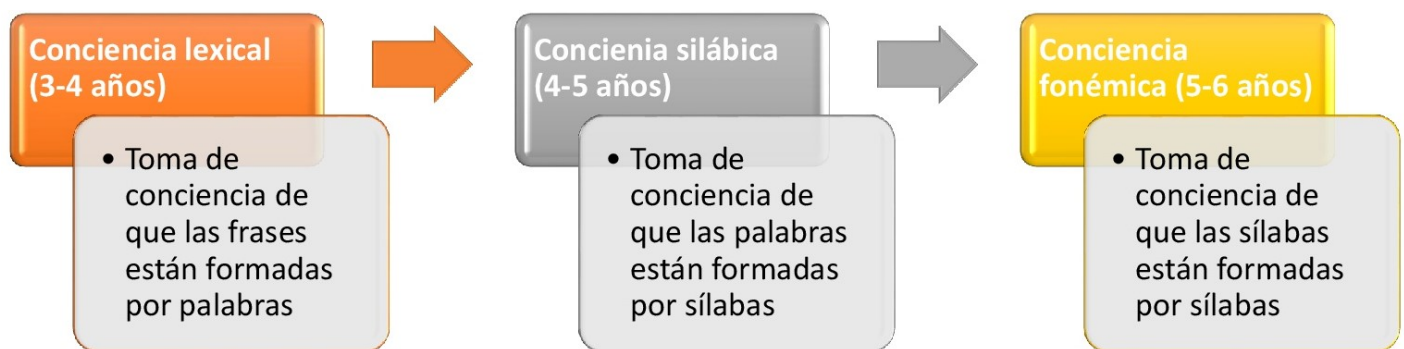 Conciencia lexical
(3-4 años)
• Toma de
conciencia de
que las frases
están formadas
por palabras
Concienia silábica
(4-5 años)
• Toma de
conciencia de
que las palabras
están formadas
por sílabas
Conciencia
fonémica (5-6 años)
• Toma de
conciencia de
que las sílabas
están formadas
por sílabas